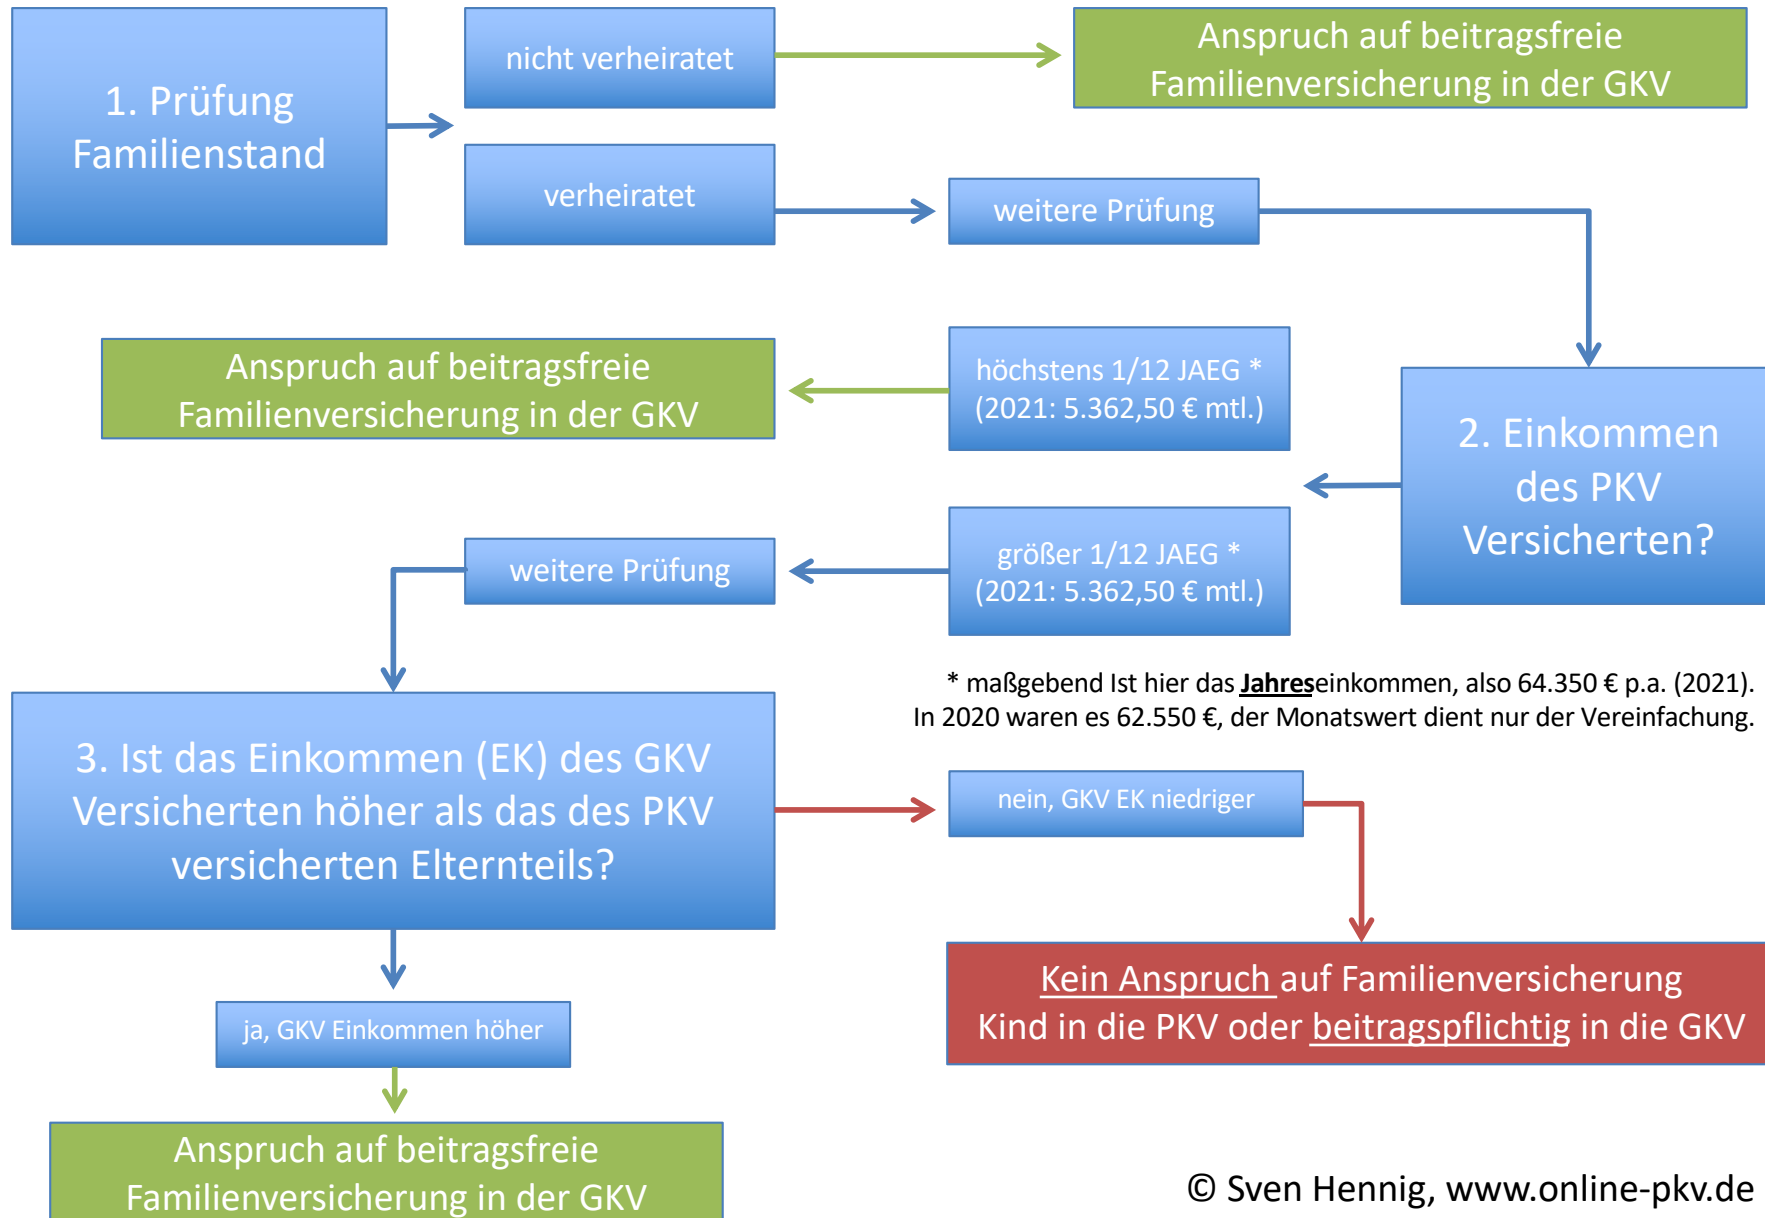 1. Prüfung
Familienstand
nicht verheiratet
Anspruch auf beitragsfreie
Familienversicherung in der GKV
verheiratet
weitere Prüfung
Anspruch auf beitragsfreie
Familienversicherung in der GKV
höchstens 1/12 JAEG *
(2021: 5.362,50 € mtl.)
2. Einkommen
des PKV
Versicherten?
größer 1/12 JAEG *
(2021: 5.362,50 € mtl.)
weitere Prüfung
* maßgebend Ist hier das Jahreseinkommen, also 64.350 € p.a. (2021).
In 2020 waren es 62.550 €, der Monatswert dient nur der Vereinfachung.
3. Ist das Einkommen (EK) des GKV
Versicherten höher als das des PKV
versicherten Elternteils?
nein, GKV EK niedriger
Kein Anspruch auf Familienversicherung
Kind in die PKV oder beitragspflichtig in die GKV
ja, GKV Einkommen höher
Anspruch auf beitragsfreie
Familienversicherung in der GKV
© Sven Hennig, www.online-pkv.de